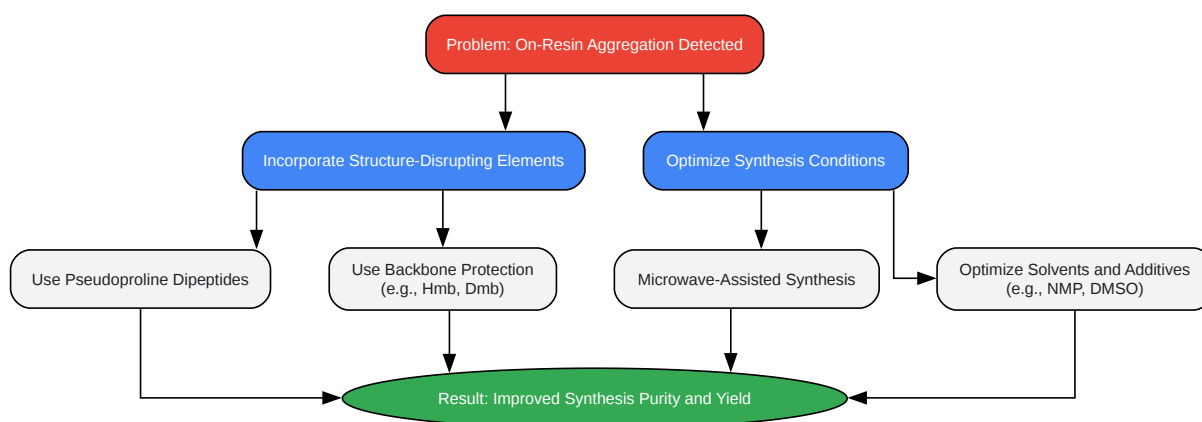 Problem: On-Resin Aggregation Detected
Incorporate Structure-Disrupting Elements
Optimize Synthesis Conditions
Use Pseudoproline Dipeptides
Use Backbone Protection
(e.g., Hmb, Dmb)
Microwave-Assisted Synthesis
Optimize Solvents and Additives
(e.g., NMP, DMSO)
Result: Improved Synthesis Purity and Yield